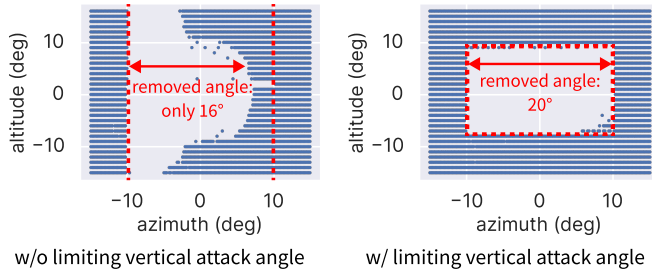 altitude (deg)
10
0
−10
removed angle:
only 16°
−10
0
10
azimuth (deg)
w/o limiting vertical attack angle
altitude (deg)
10
0
−10
removed angle:
20°
−10
0
10
azimuth (deg)
w/ limiting vertical attack angle